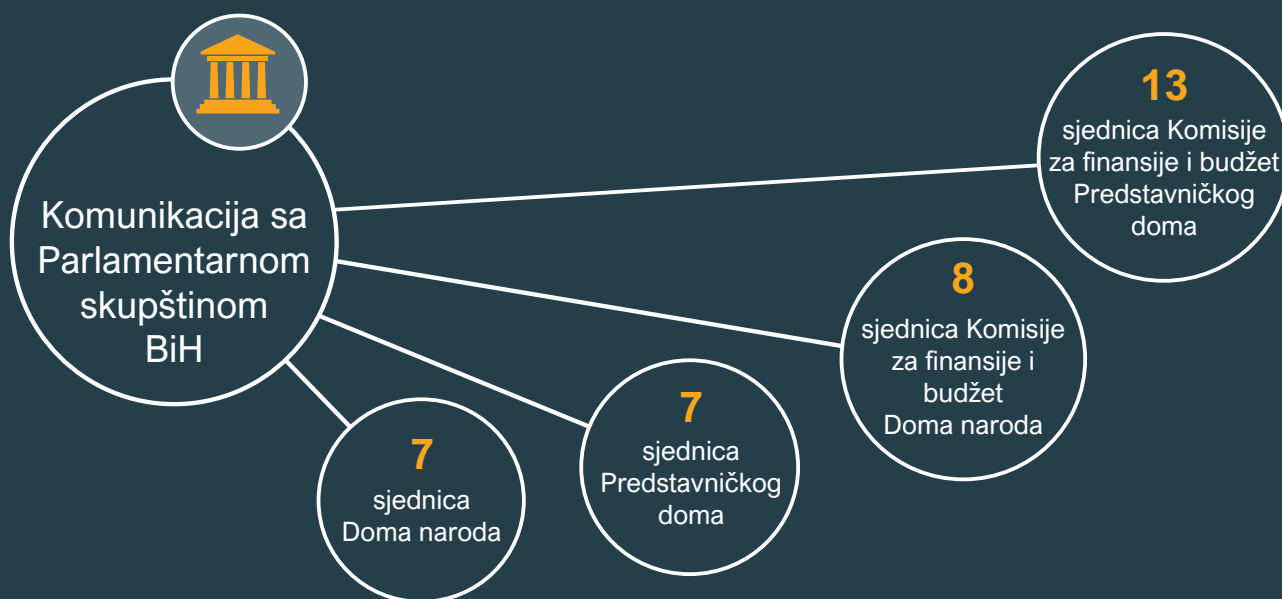 Komunikacija sa
Parlamentarnom
skupštinom
BiH
13
sjednica Komisije
za finansije i budžet
Predstavničkog
doma
8
sjednica Komisije
za finansije i
budžet
Doma naroda
7
sjednica
Predstavničkog
doma
7
sjednica
Doma naroda